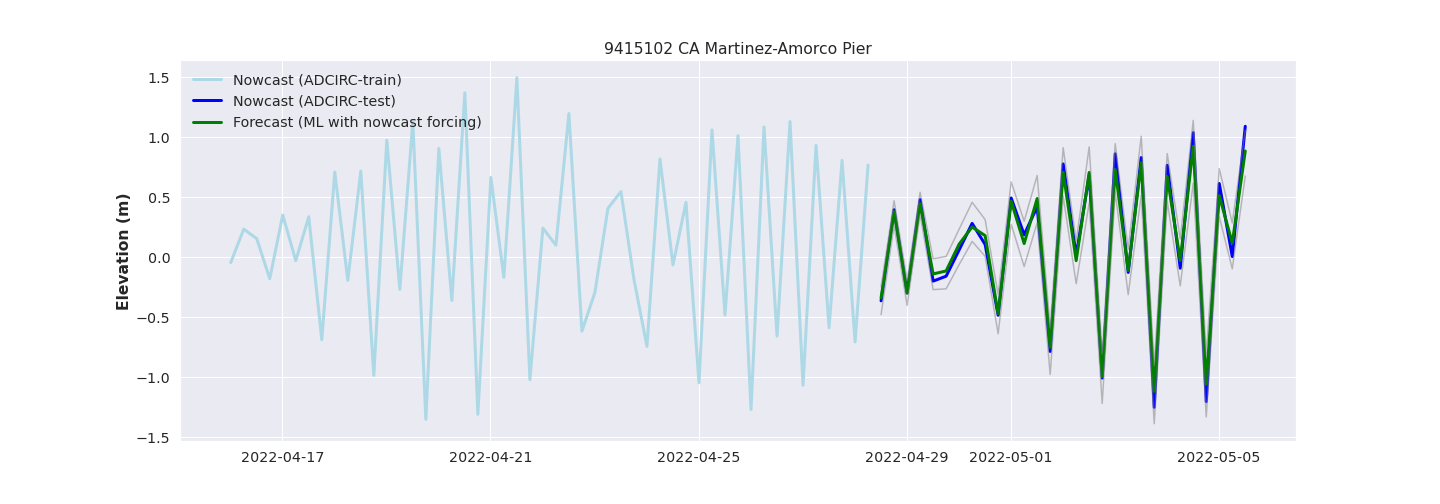 9415102 CA Martinez-Amorco Pier
Nowcast (ADCIRC-train)
Nowcast (ADCIRC-test)
Forecast (ML with nowcast forcing)
Elevation (m)
1.5
1.0
0.5
0.0
−0.5
−1.0
−1.5
2022-04-17 2022-04-21 2022-04-25 2022-04-29 2022-05-01 2022-05-05